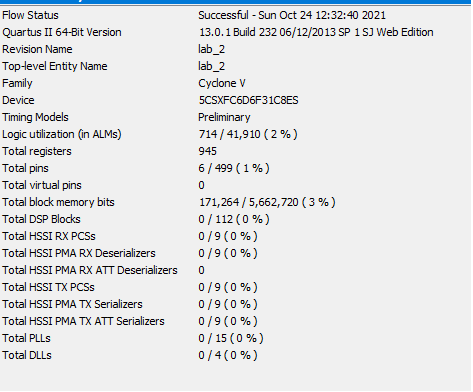 Flow Status Successful - Sun Oct 24 12:32:40 2021
Quartus II 64-Bit Version 13.0.1 Build 232 06/12/2013 SP 1 SJ Web Edition
Revision Name lab_2
Top-level Entity Name lab_2
Family Cyclone V
Device 5CSXFC6D6F31C8ES
Timing Models Preliminary
Logic utilization (in ALMs) 714 / 41,910 ( 2 % )
Total registers 945
Total pins 6 / 499 ( 1 % )
Total virtual pins 0
Total block memory bits 171,264 / 5,662,720 ( 3 % )
Total DSP Blocks 0 / 112 ( 0 % )
Total HSSI RX PCSs 0 / 9 ( 0 % )
Total HSSI PMA RX Deserializers 0 / 9 ( 0 % )
Total HSSI PMA RX ATT Deserializers 0
Total HSSI TX PCSs 0 / 9 ( 0 % )
Total HSSI PMA TX Serializers 0 / 9 ( 0 % )
Total HSSI PMA TX ATT Serializers 0 / 9 ( 0 % )
Total PLLs 0 / 15 ( 0 % )
Total DLLs 0 / 4 ( 0 % )